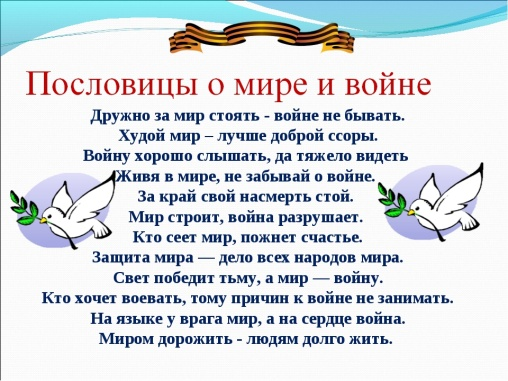 Пословицы о мире и войне
Дружно за мир стоять - войне не бывать.
Худой мир – лучше доброй ссоры.
Войну хорошо слышать, да тяжело видеть
Живя в мире, не забывай о войне.
За край свой насмерть стой.
Мир строит, война разрушает.
Кто сеет мир, пожнет счастье.
Защита мира — дело всех народов мира.
Свет победит тьму, а мир — войну.
Кто хочет воевать, тому причин к войне не занимать.
На языке у врага мир, а на сердце война.
Миром дорожить - людям долго жить.